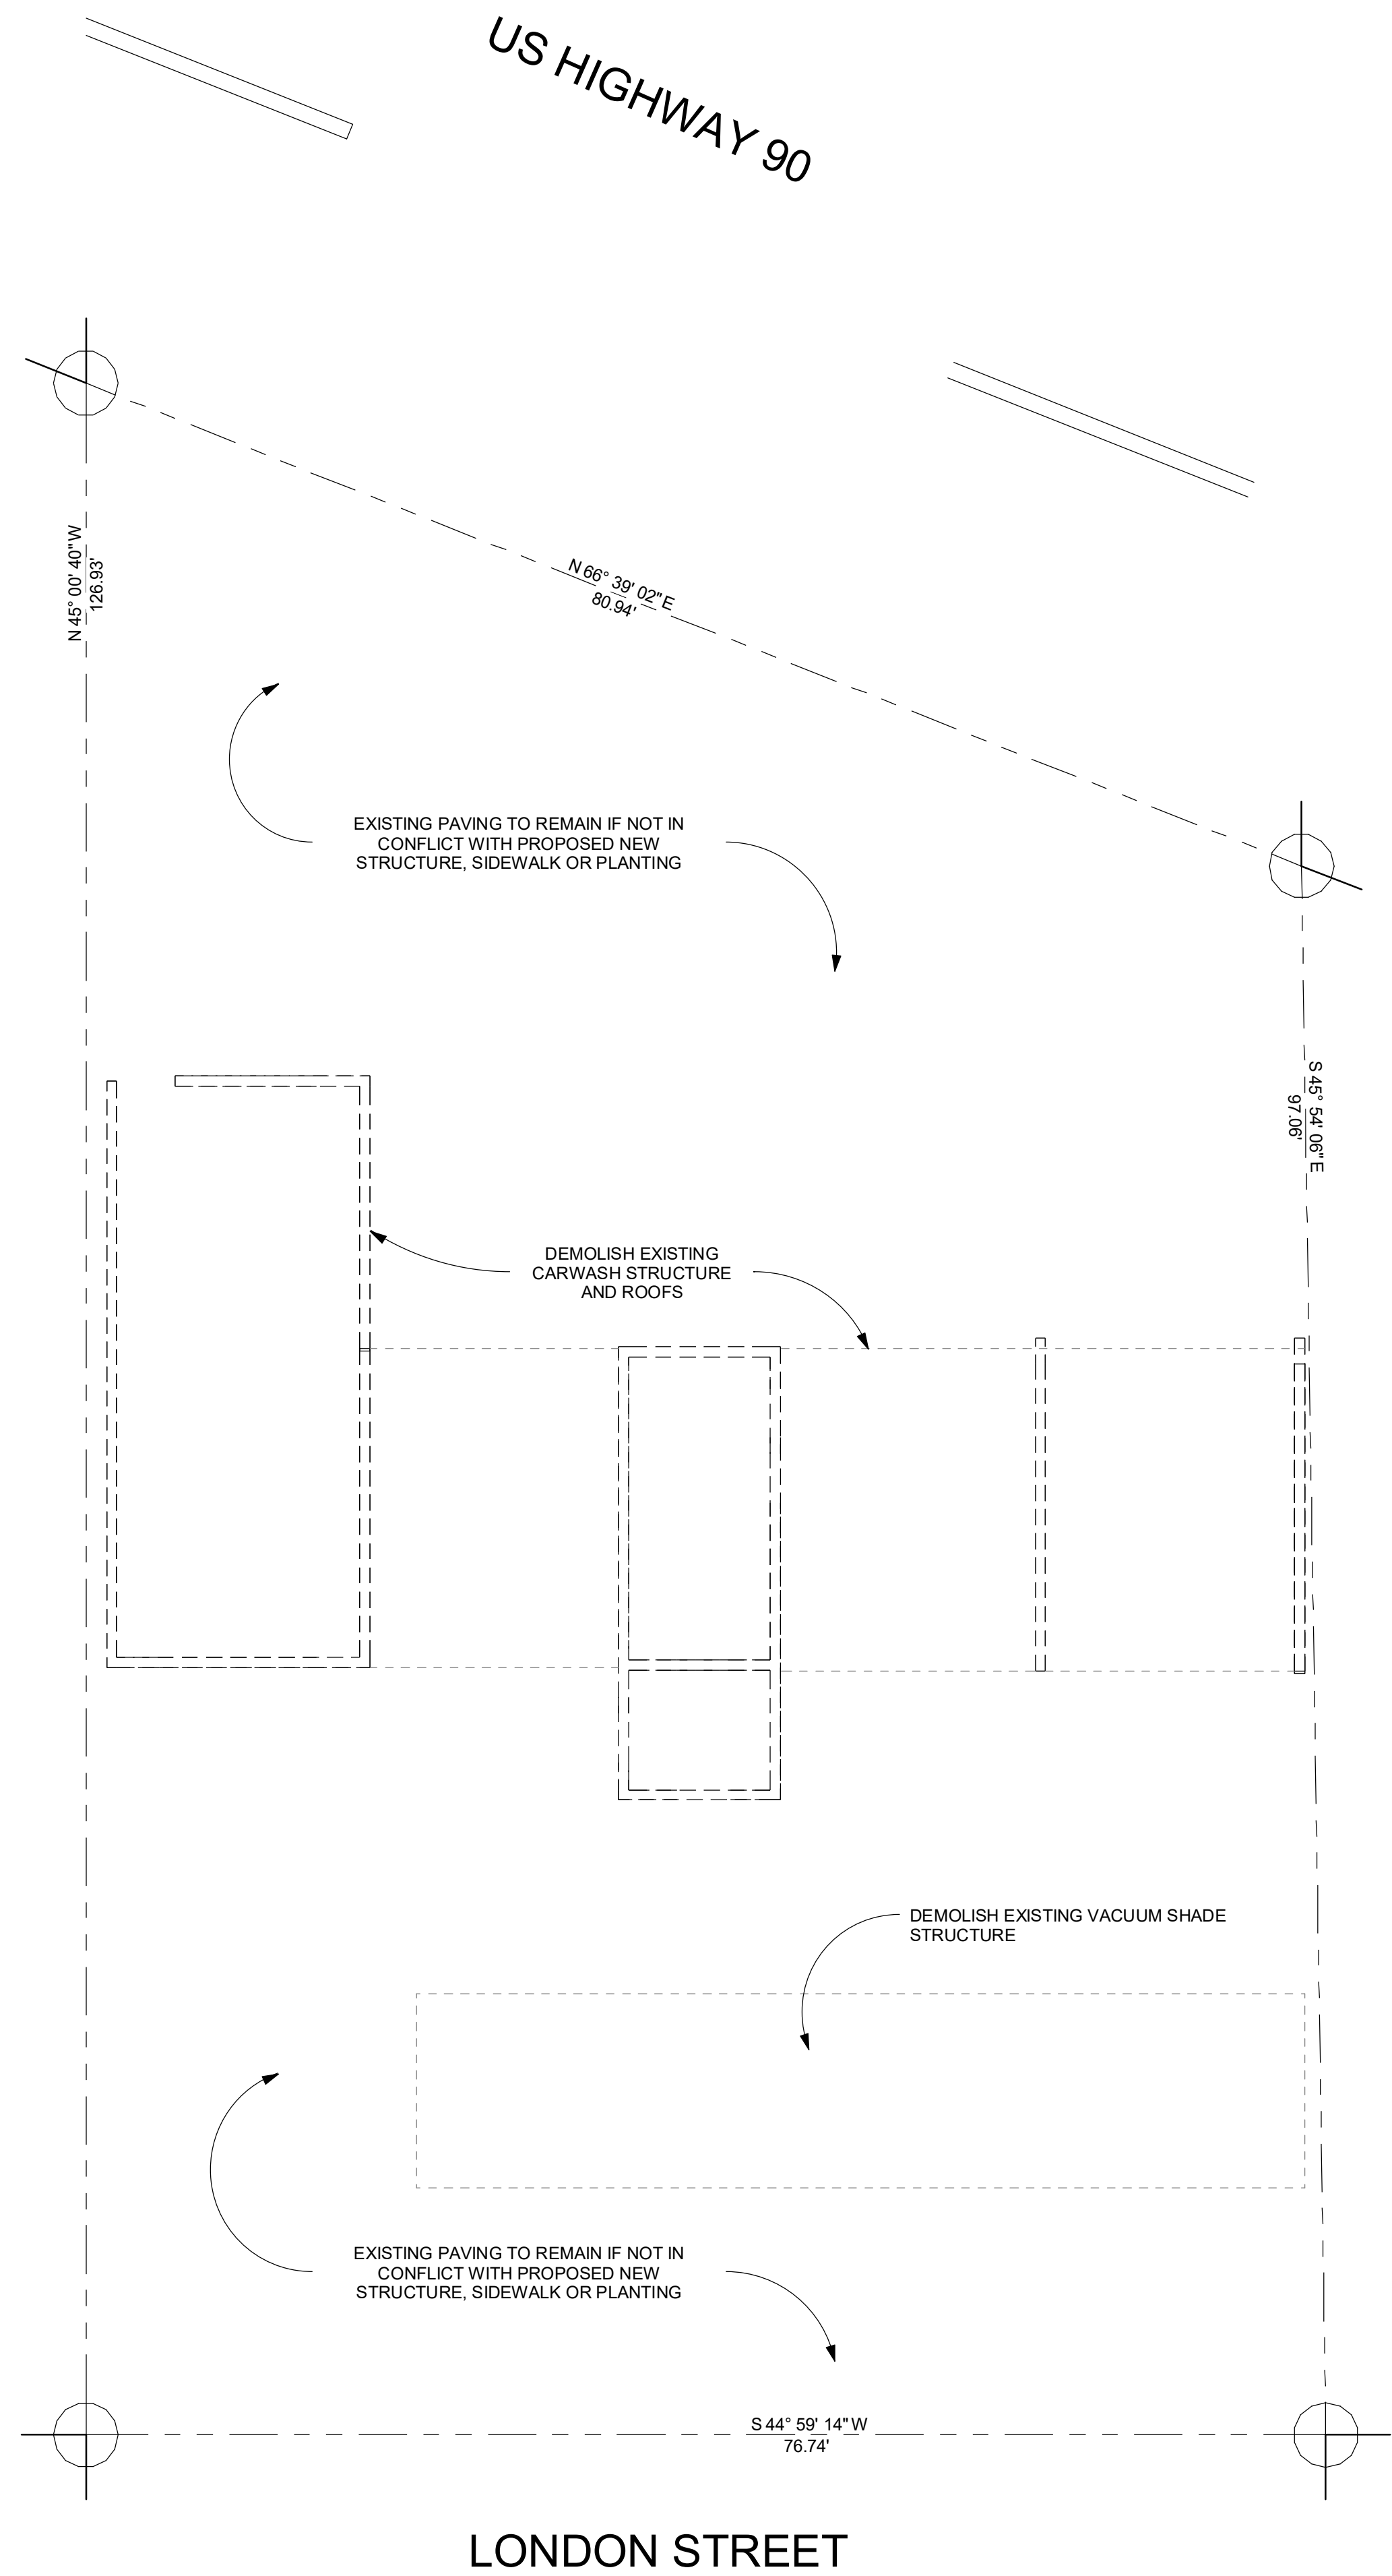 US HIGHWAY 90
N 45° 00' 40" W
126.93'
N 66° 39' 02" E
80.94'
EXISTING PAVING TO REMAIN IF NOT IN
CONFLICT WITH PROPOSED NEW
STRUCTURE, SIDEWALK OR PLANTING
S 45° 54' 06" E
97.06'
DEMOLISH EXISTING
CARWASH STRUCTURE
AND ROOFS
DEMOLISH EXISTING VACUUM SHADE
STRUCTURE
EXISTING PAVING TO REMAIN IF NOT IN
CONFLICT WITH PROPOSED NEW
STRUCTURE, SIDEWALK OR PLANTING
S 44° 59' 14" W
76.74'
LONDON STREET